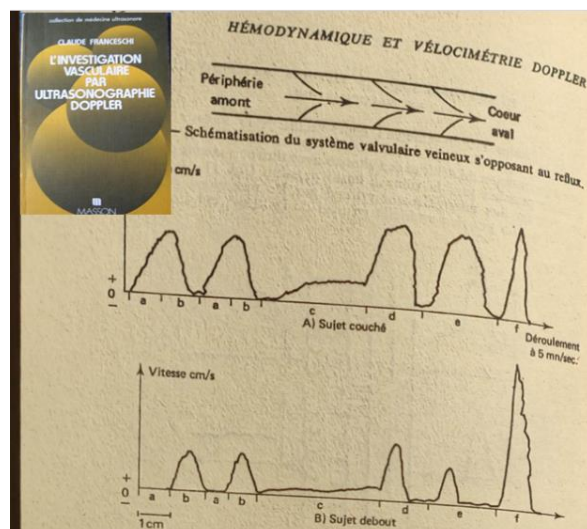 collection de médecine ultrasonore
CLAUDE FRANCESCHI
L'INVESTIGATION
VASCULAIRE
PAR
ULTRASONOGRAPHIE
DOPPLER
MASSON
HÉMODYNAMIQUE ET VÉLOCIMÉTRIE DOPPLER
Périphérie
amont
Coeur
aval
— Schématisation du système valvulaire veineux s'opposant au reflux.
cm/s
+
0
–
a b a b c d e f
A) Sujet couché
Déroulement
à 5 mn/sec.
Vitesse cm/s
+
0
–
a b a b c d e f
1cm
B) Sujet debout